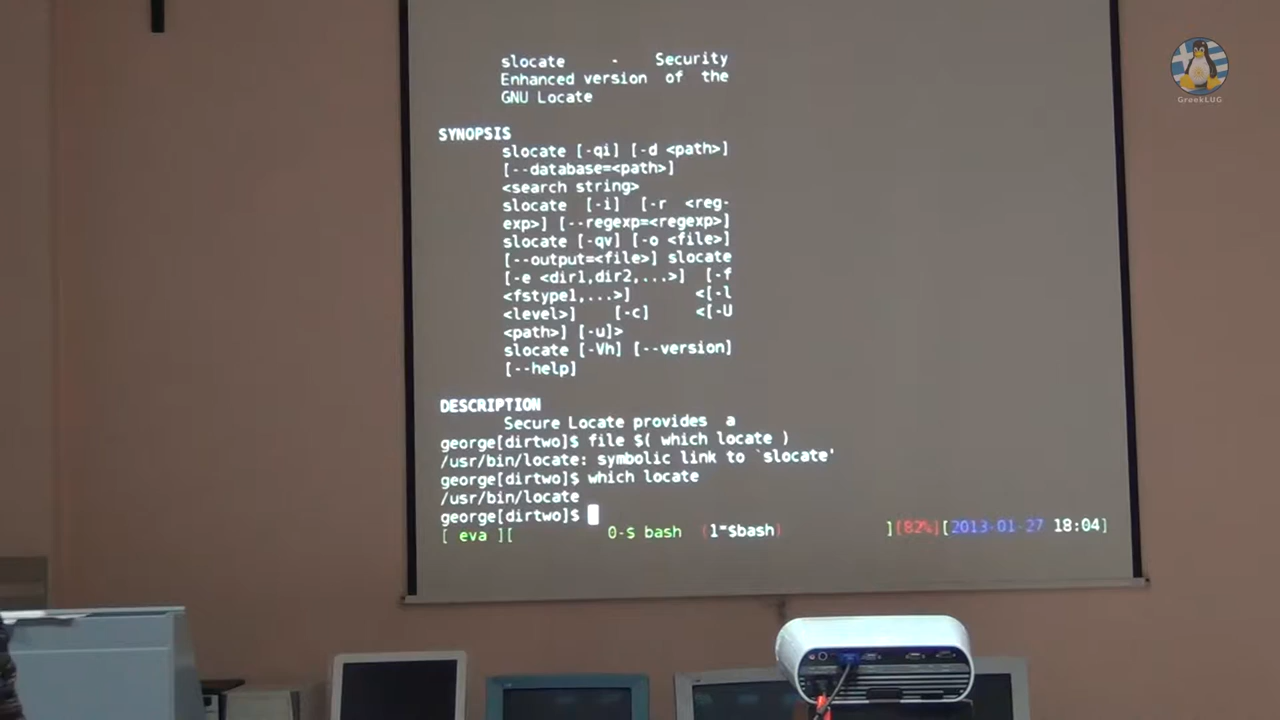 slocate - Security
Enhanced version of the
GNU Locate
SYNOPSIS
slocate [-qi] [-d <path>]
[--database=<path>]
<search string>
slocate [-i] [-r <reg-
exp>] [--regexp=<regexp>]
slocate [-qv] [-o <file>]
[--output=<file>] slocate
[-e <dir1,dir2,...>] [-f
<fstype1,...>] <[-l
<level>] [-c] <[-U
<path>] [-u]>
slocate [-Vh] [--version]
[--help]
DESCRIPTION
Secure Locate provides a
george[dirtwo]$ file $( which locate )
/usr/bin/locate: symbolic link to `slocate'
george[dirtwo]$ which locate
/usr/bin/locate
george[dirtwo]$
[ eva ][ 0-$ bash (1*$bash) ][82%][2013-01-27 18:04]
GreekLUG